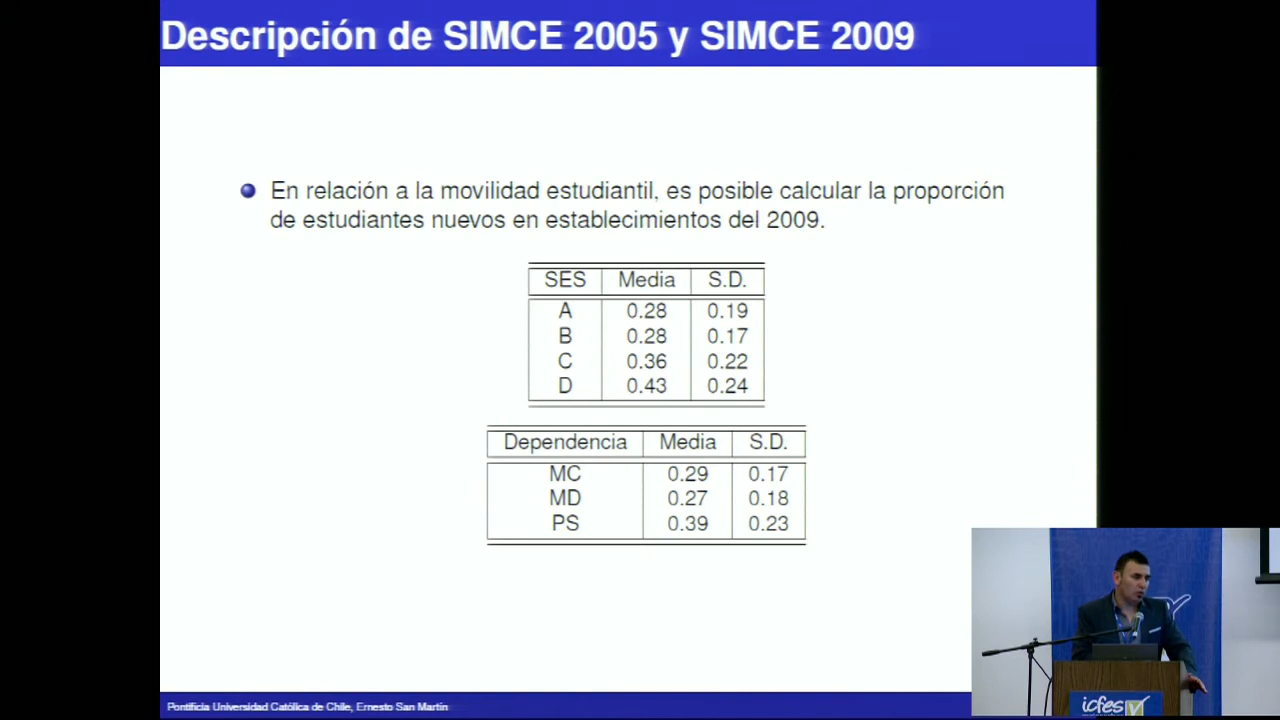 Descripción de SIMCE 2005 y SIMCE 2009
En relación a la movilidad estudiantil, es posible calcular la proporción
de estudiantes nuevos en establecimientos del 2009.
SES Media S.D.
A 0.28 0.19
B 0.28 0.17
C 0.36 0.22
D 0.43 0.24
Dependencia Media S.D.
MC 0.29 0.17
MD 0.27 0.18
PS 0.39 0.23
Pontificia Universidad Católica de Chile, Ernesto San Martín
icfes